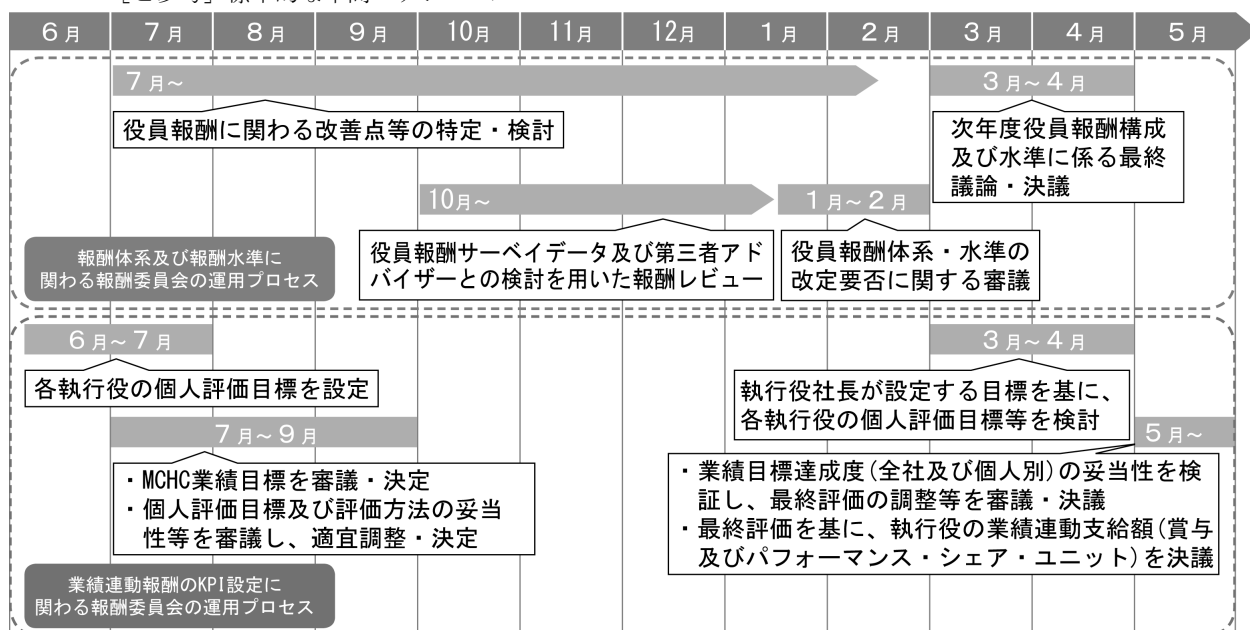 ［ご参考］標準的な年間スケジュール
６月 ７月 ８月 ９月 10月 11月 12月 １月 ２月 ３月 ４月 ５月
７月～
役員報酬に関わる改善点等の特定・検討
３月～４月
次年度役員報酬構成
及び水準に係る最終
議論・決議
10月～
役員報酬サーベイデータ及び第三者アド
バイザーとの検討を用いた報酬レビュー
１月～２月
役員報酬体系・水準の
改定要否に関する審議
報酬体系及び報酬水準に
関わる報酬委員会の運用プロセス
６月～７月
各執行役の個人評価目標を設定
７月～９月
・MCHC業績目標を審議・決定
・個人評価目標及び評価方法の妥当
性等を審議し、適宜調整・決定
３月～４月
執行役社長が設定する目標を基に、
各執行役の個人評価目標等を検討
５月～
・業績目標達成度(全社及び個人別)の妥当性を検
証し、最終評価の調整等を審議・決議
・最終評価を基に、執行役の業績連動支給額(賞与
及びパフォーマンス・シェア・ユニット)を決議
業績連動報酬のKPI設定に
関わる報酬委員会の運用プロセス